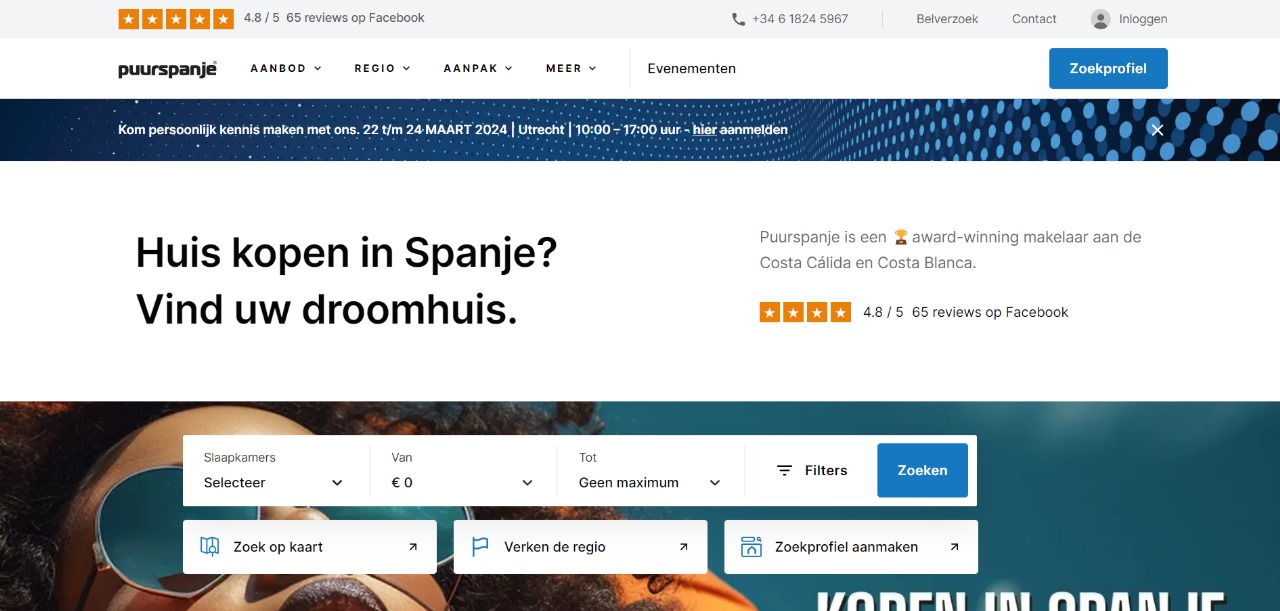 4.8 / 5 65 reviews op Facebook
+34 6 1824 5967
Belverzoek
Contact
Inloggen
puurspanje
AANBOD
REGIO
AANPAK
MEER
Evenementen
Zoekprofiel
Kom persoonlijk kennis maken met ons. 22 t/m 24 MAART 2024 | Utrecht | 10:00 – 17:00 uur - hier aanmelden
Huis kopen in Spanje?
Vind uw droomhuis.
Puurspanje is een 🏆 award-winning makelaar aan de
Costa Cálida en Costa Blanca.
4.8 / 5 65 reviews op Facebook
Slaapkamers
Selecteer
Van
€ 0
Tot
Geen maximum
Filters
Zoeken
Zoek op kaart
Verken de regio
Zoekprofiel aanmaken
KOPEN IN SPANJE